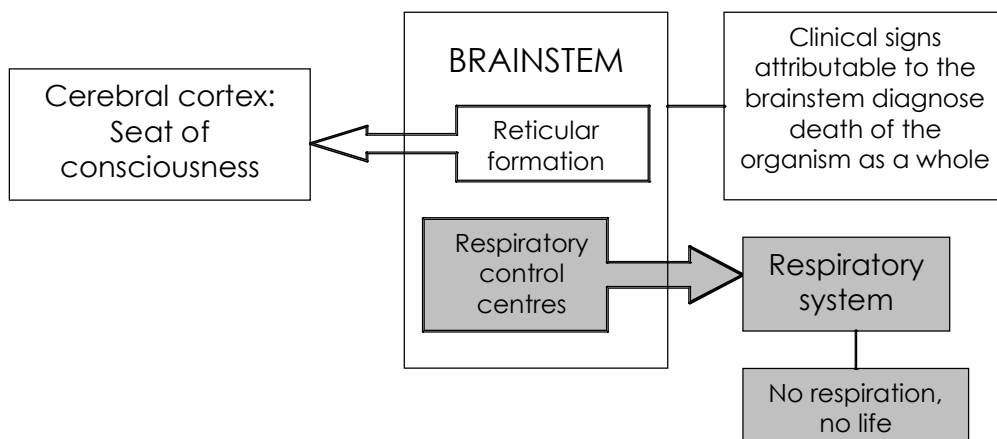 Cerebral cortex:
Seat of
consciousness
BRAINSTEM
Reticular
formation
Respiratory
control
centres
Clinical signs
attributable to the
brainstem diagnose
death of the
organism as a whole
Respiratory
system
No respiration,
no life